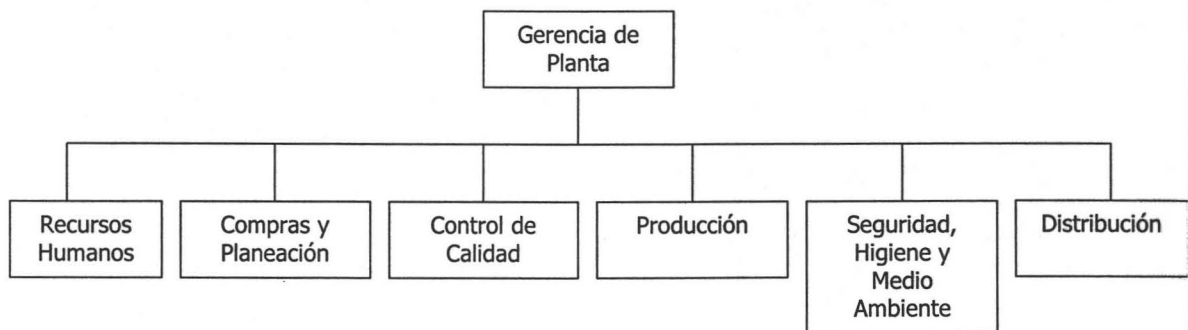 Gerencia de
Planta
Recursos
Humanos
Compras y
Planeación
Control de
Calidad
Producción
Seguridad,
Higiene y
Medio
Ambiente
Distribución